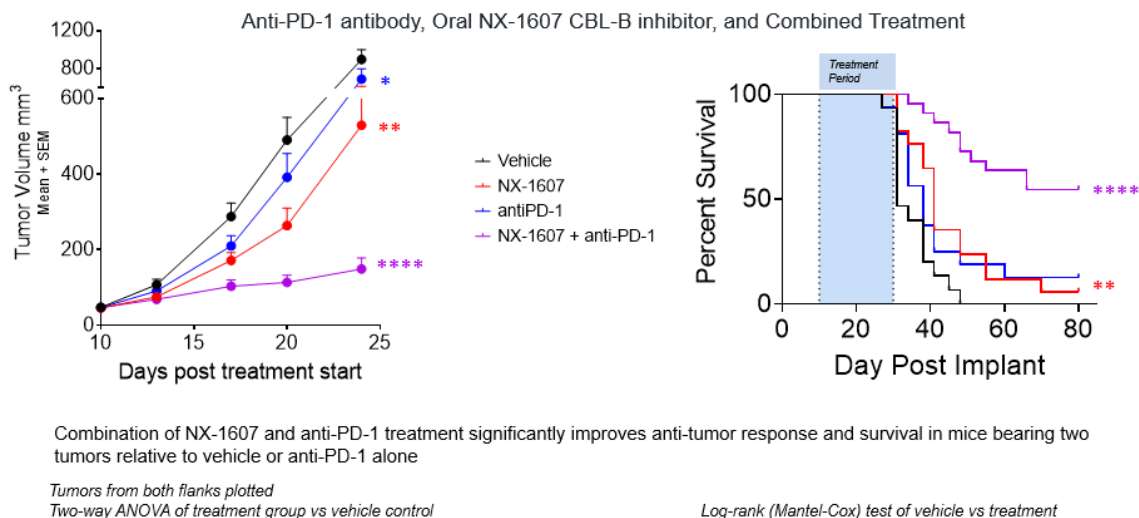 Anti-PD-1 antibody, Oral NX-1607 CBL-B inhibitor, and Combined Treatment
1200
1000
800
600
400
200
0
Tumor Volume mm³
Mean + SEM
*
**
****
10 15 20 25
Days post treatment start
Vehicle
NX-1607
antiPD-1
NX-1607 + anti-PD-1
Treatment
Period
100
50
0
Percent Survival
****
**
0 20 40 60 80
Day Post Implant
Combination of NX-1607 and anti-PD-1 treatment significantly improves anti-tumor response and survival in mice bearing two
tumors relative to vehicle or anti-PD-1 alone
Tumors from both flanks plotted
Two-way ANOVA of treatment group vs vehicle control
Log-rank (Mantel-Cox) test of vehicle vs treatment